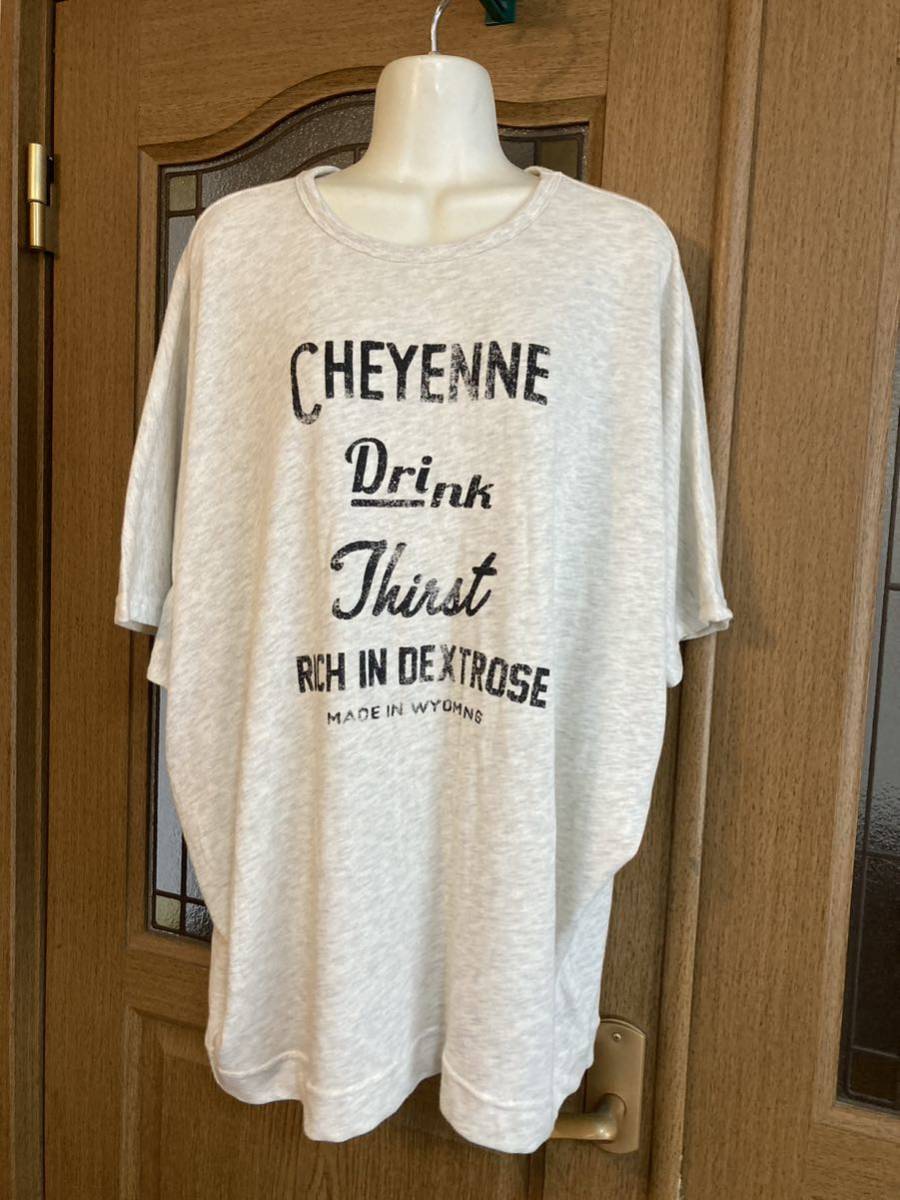 CHEYENNE
Drink
Thirst
RICH IN DEXTROSE
MADE IN WYOMNG